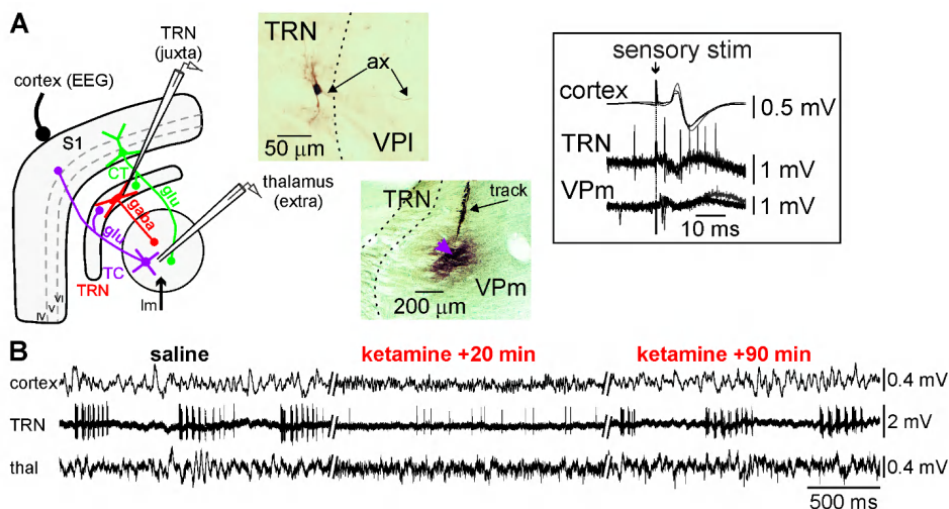 A
TRN
(juxta)
cortex (EEG)
S1
CT
glu
gaba
glu
TC
TRN
lm
VI
V
IV
thalamus
(extra)
TRN
ax
50 µm
VPl
TRN
track
200 µm
VPm
sensory stim
cortex
0.5 mV
TRN
1 mV
VPm
1 mV
10 ms
B
saline
ketamine +20 min
ketamine +90 min
cortex
0.4 mV
TRN
2 mV
thal
0.4 mV
500 ms